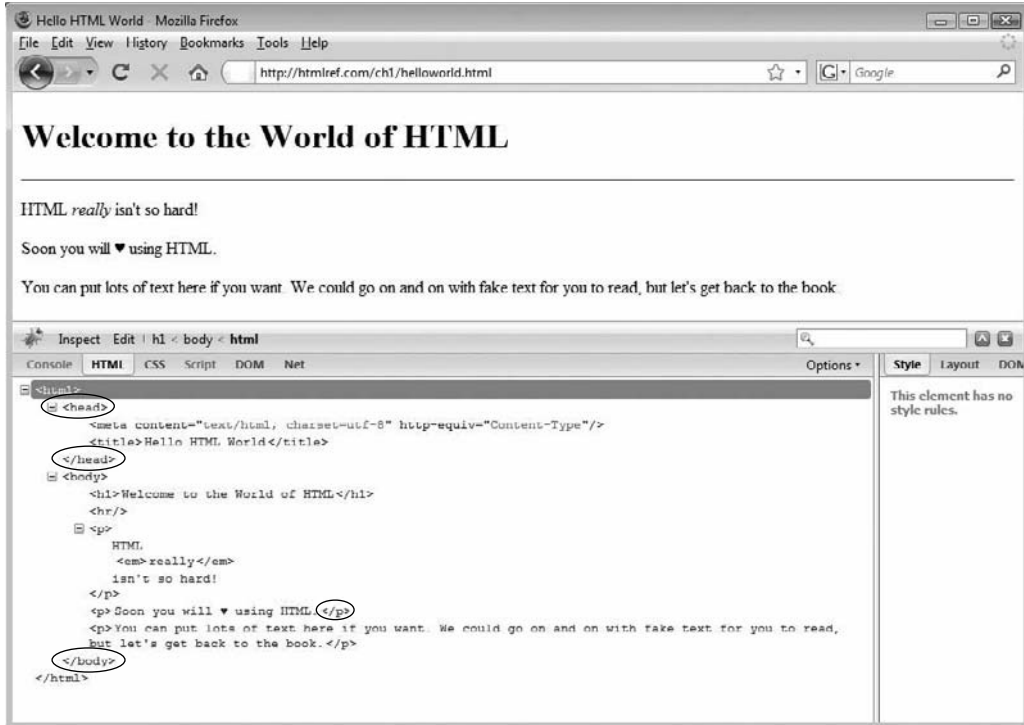 Hello HTML World - Mozilla Firefox
File Edit View History Bookmarks Tools Help
http://htmlref.com/ch1/helloworld.html
G Google
Welcome to the World of HTML
HTML really isn't so hard!
Soon you will ♥ using HTML.
You can put lots of text here if you want. We could go on and on with fake text for you to read, but let's get back to the book.
Inspect Edit | h1 < body < html
Console HTML CSS Script DOM Net Options
Style Layout DOM
This element has no
style rules.
<html>
<head>
<meta content="text/html; charset=utf-8" http-equiv="Content-Type"/>
<title>Hello HTML World</title>
</head>
<body>
<h1>Welcome to the World of HTML</h1>
<hr/>
<p>
HTML
<em>really</em>
isn't so hard!
</p>
<p>Soon you will ♥ using HTML.</p>
<p>You can put lots of text here if you want. We could go on and on with fake text for you to read,
but let's get back to the book.</p>
</body>
</html>